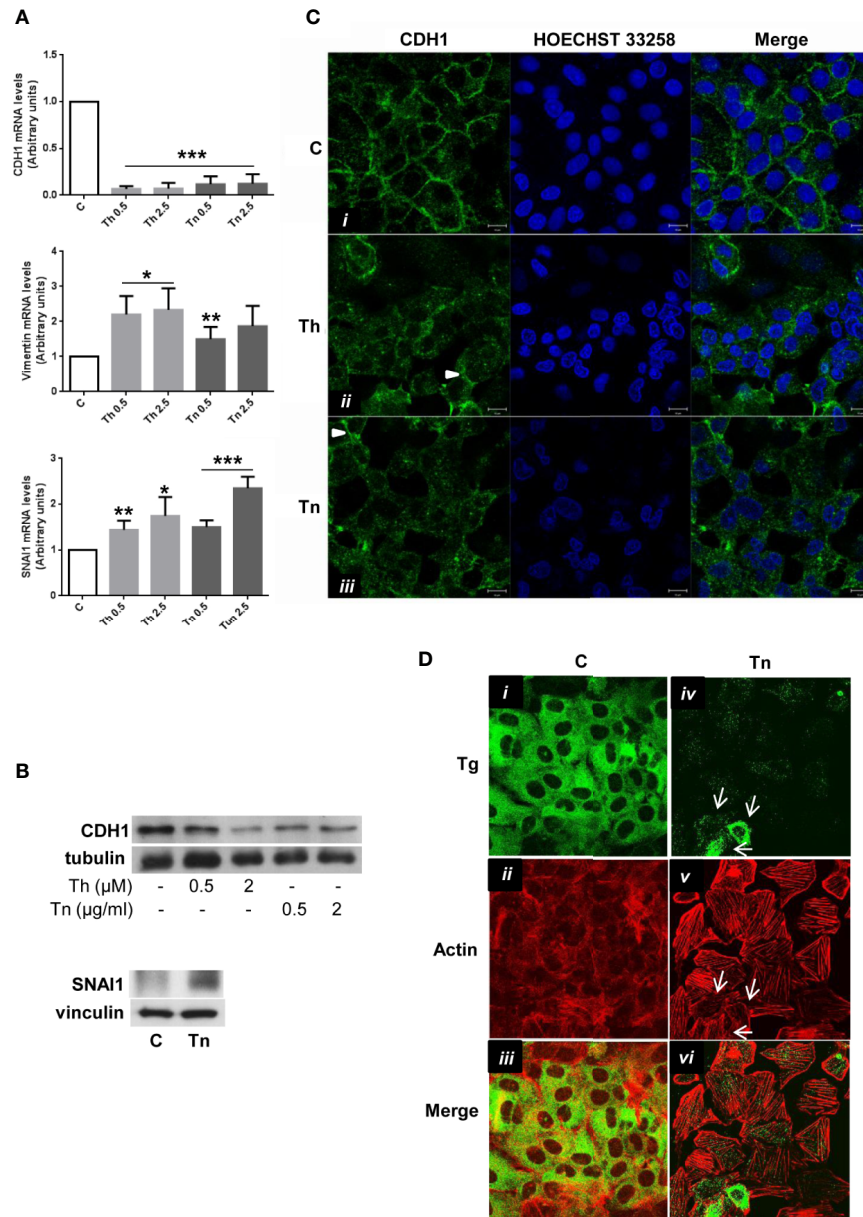 A
CDH1 mRNA levels
(Arbitrary units)
1.5
1.0
0.5
0.0
***
C
Th 0.5
Th 2.5
Tn 0.5
Tn 2.5
Vimertin mRNA levels
(Arbitrary units)
4
3
2
1
0
*
**
C
Th 0.5
Th 2.5
Tn 0.5
Tn 2.5
SNAI1 mRNA levels
(Arbitrary units)
3
2
1
0
**
*
***
C
Th 0.5
Th 2.5
Tn 0.5
Tun 2.5
B
CDH1
tubulin
Th (µM) - 0.5 2 - -
Tn (µg/ml) - - - 0.5 2
SNAI1
vinculin
C Tn
C
CDH1 HOECHST 33258 Merge
C
i
Th
ii
Tn
iii
D
C Tn
Tg
i iv
Actin
ii v
Merge
iii vi